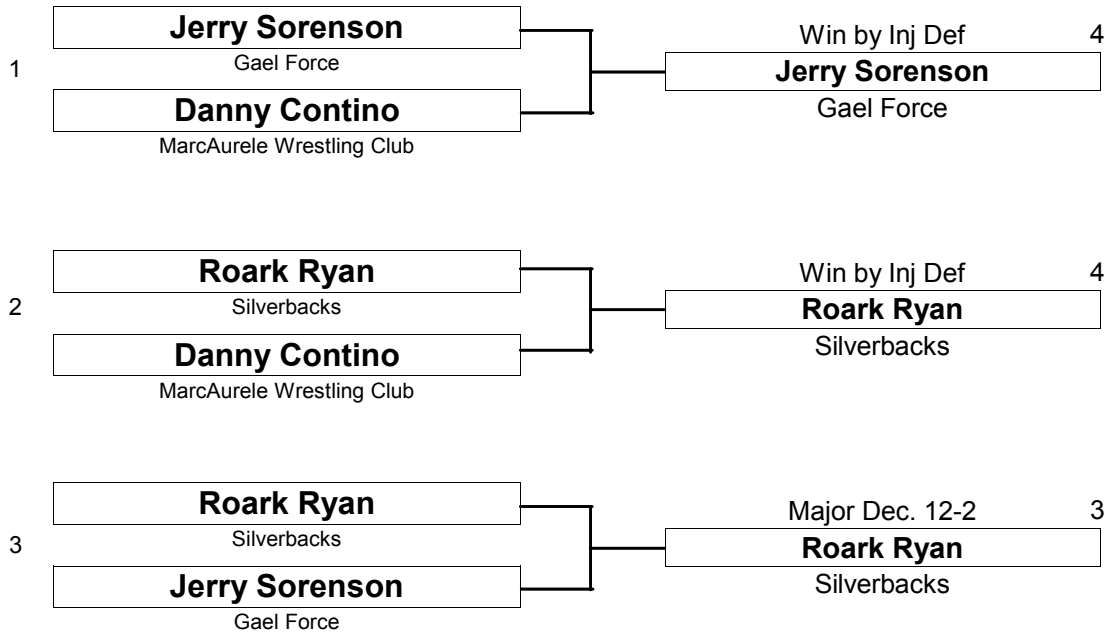 Jerry Sorenson
Gael Force
1
Danny Contino
MarcAurele Wrestling Club
Win by Inj Def 4
Jerry Sorenson
Gael Force
Roark Ryan
Silverbacks
2
Danny Contino
MarcAurele Wrestling Club
Win by Inj Def 4
Roark Ryan
Silverbacks
Roark Ryan
Silverbacks
3
Jerry Sorenson
Gael Force
Major Dec. 12-2 3
Roark Ryan
Silverbacks